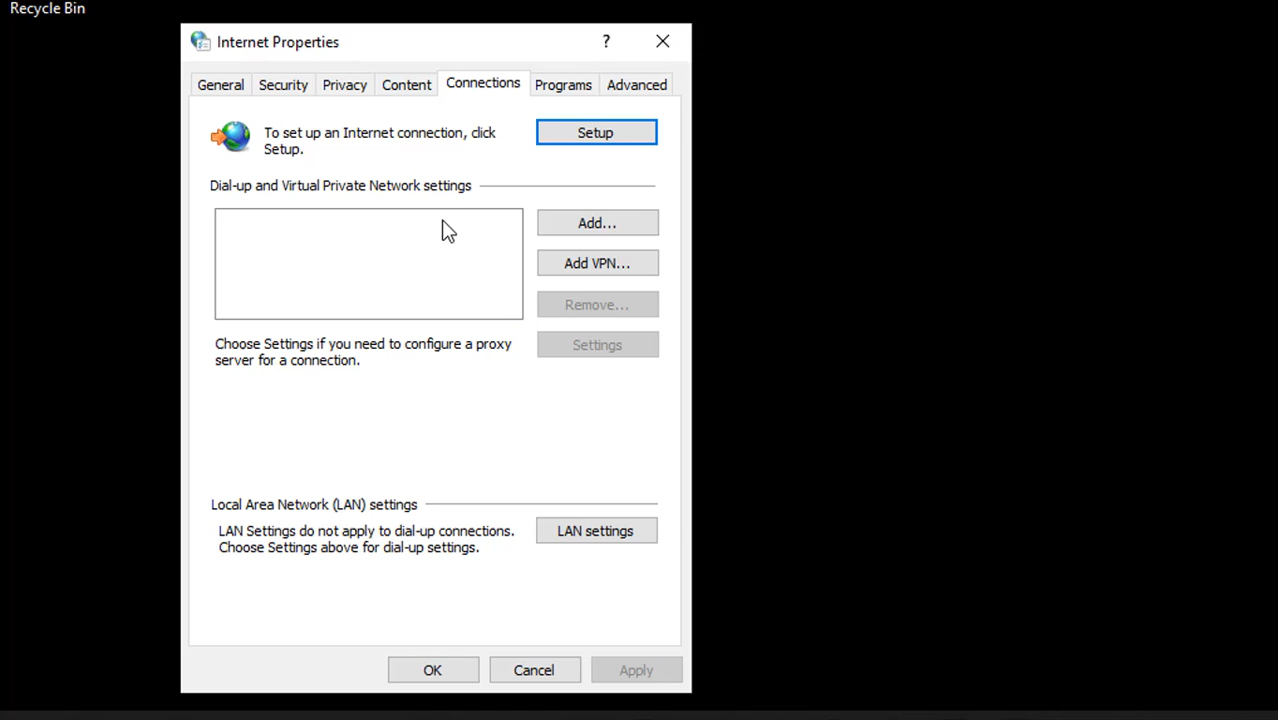 Recycle Bin
Internet Properties
?
General Security Privacy Content Connections Programs Advanced
To set up an Internet connection, click
Setup.
Setup
Dial-up and Virtual Private Network settings
Add...
Add VPN...
Remove...
Choose Settings if you need to configure a proxy
server for a connection.
Settings
Local Area Network (LAN) settings
LAN Settings do not apply to dial-up connections.
Choose Settings above for dial-up settings.
LAN settings
OK Cancel Apply